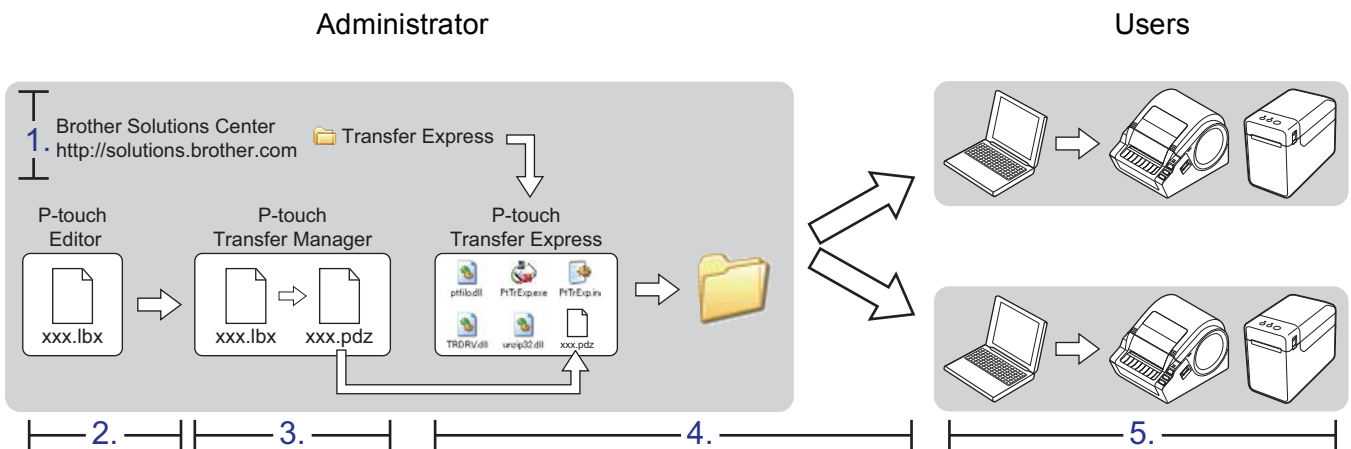 Administrator
Users
1.
Brother Solutions Center
http://solutions.brother.com
Transfer Express
P-touch
Editor
xxx.lbx
P-touch
Transfer Manager
xxx.lbx
xxx.pdz
P-touch
Transfer Express
ptfilo.dll
PtTrExp.exe
PtTrExp.ini
TRDRV.dll
unzip32.dll
xxx.pdz
2.
3.
4.
5.